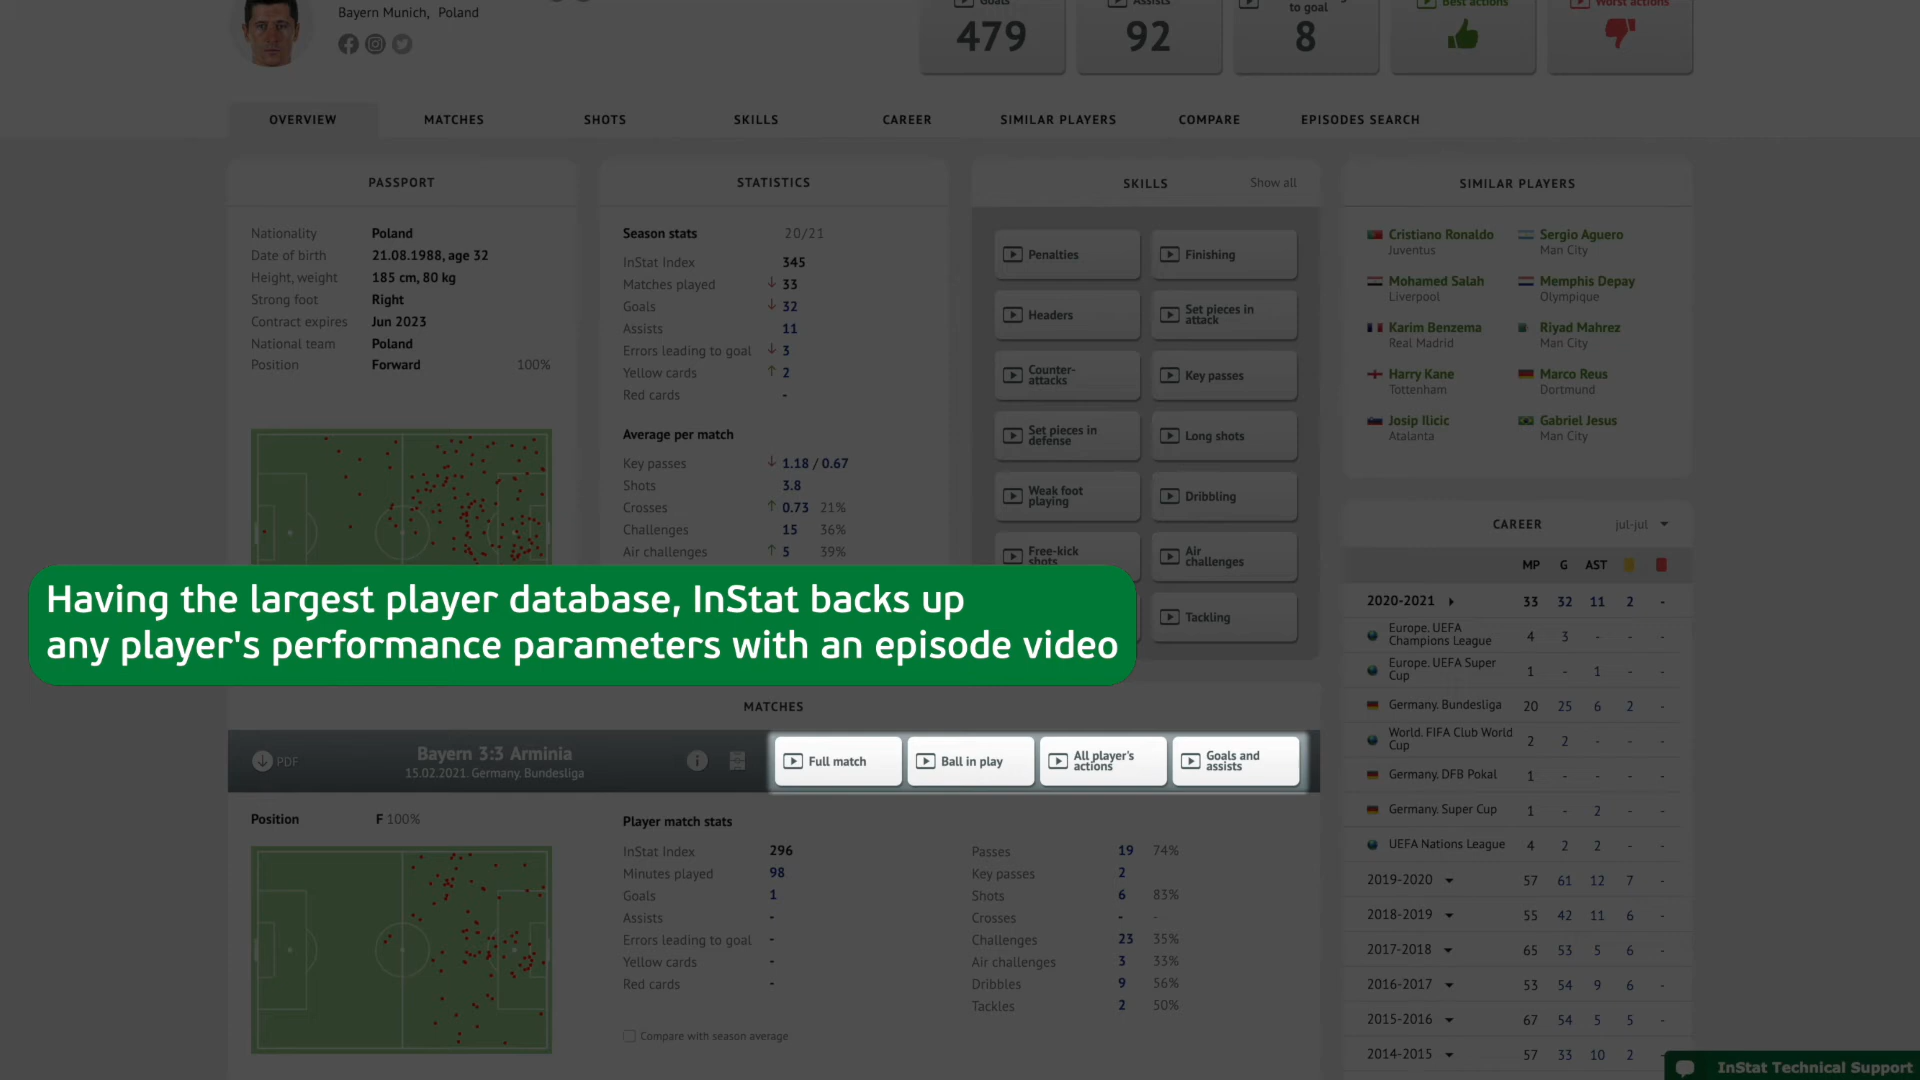 Bayern Munich, Poland
Goals
479
Assists
92
to goal
8
Best actions
Worst actions
OVERVIEW
MATCHES
SHOTS
SKILLS
CAREER
SIMILAR PLAYERS
COMPARE
EPISODES SEARCH
PASSPORT
Nationality Poland
Date of birth 21.08.1988, age 32
Height, weight 185 cm, 80 kg
Strong foot Right
Contract expires Jun 2023
National team Poland
Position Forward 100%
STATISTICS
Season stats 20/21
InStat Index 345
Matches played ↓ 33
Goals ↓ 32
Assists 11
Errors leading to goal ↓ 3
Yellow cards ↑ 2
Red cards -
Average per match
Key passes ↓ 1.18 / 0.67
Shots 3.8
Crosses ↑ 0.73 21%
Challenges 15 36%
Air challenges ↑ 5 39%
SKILLS Show all
Penalties
Finishing
Headers
Set pieces in
attack
Counter-
attacks
Key passes
Set pieces in
defense
Long shots
Weak foot
playing
Dribbling
Free-kick
shots
Air
challenges
Tackling
SIMILAR PLAYERS
Cristiano Ronaldo
Juventus
Sergio Aguero
Man City
Mohamed Salah
Liverpool
Memphis Depay
Olympique
Karim Benzema
Real Madrid
Riyad Mahrez
Man City
Harry Kane
Tottenham
Marco Reus
Dortmund
Josip Ilicic
Atalanta
Gabriel Jesus
Man City
CAREER jul-jul
MP G AST
2020-2021 33 32 11 2 -
Europe. UEFA
Champions League 4 3 - - -
Europe. UEFA Super
Cup 1 - 1 - -
Germany. Bundesliga 20 25 6 2 -
World. FIFA Club World
Cup 2 2 - - -
Germany. DFB Pokal 1 - - - -
Germany. Super Cup 1 - 2 - -
UEFA Nations League 4 2 2 - -
2019-2020 57 61 12 7 -
2018-2019 55 42 11 6 -
2017-2018 65 53 5 6 -
2016-2017 53 54 9 6 -
2015-2016 67 54 5 5 -
2014-2015 57 33 10 2 -
Having the largest player database, InStat backs up
any player's performance parameters with an episode video
MATCHES
PDF
Bayern 3:3 Arminia
15.02.2021. Germany. Bundesliga
Full match
Ball in play
All player's
actions
Goals and
assists
Position F 100%
Player match stats
InStat Index 296
Minutes played 98
Goals 1
Assists -
Errors leading to goal -
Yellow cards -
Red cards -
Passes 19 74%
Key passes 2
Shots 6 83%
Crosses - -
Challenges 23 35%
Air challenges 3 33%
Dribbles 9 56%
Tackles 2 50%
Compare with season average
InStat Technical Support